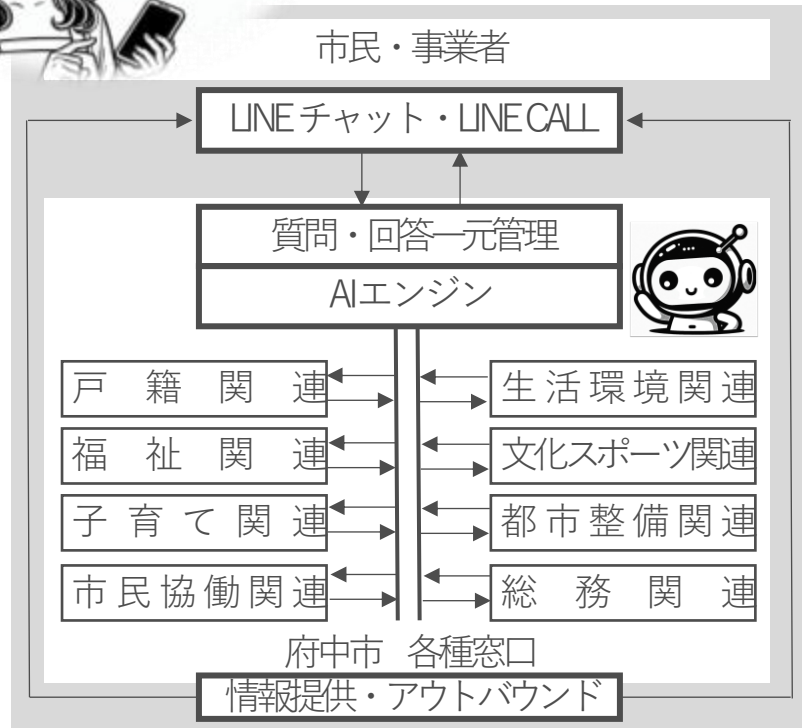 市民・事業者
LINEチャット・LINE CALL
質問・回答一元管理
AIエンジン
戸籍関連
生活環境関連
福祉関連
文化スポーツ関連
子育て関連
都市整備関連
市民協働関連
総務関連
府中市 各種窓口
情報提供・アウトバウンド